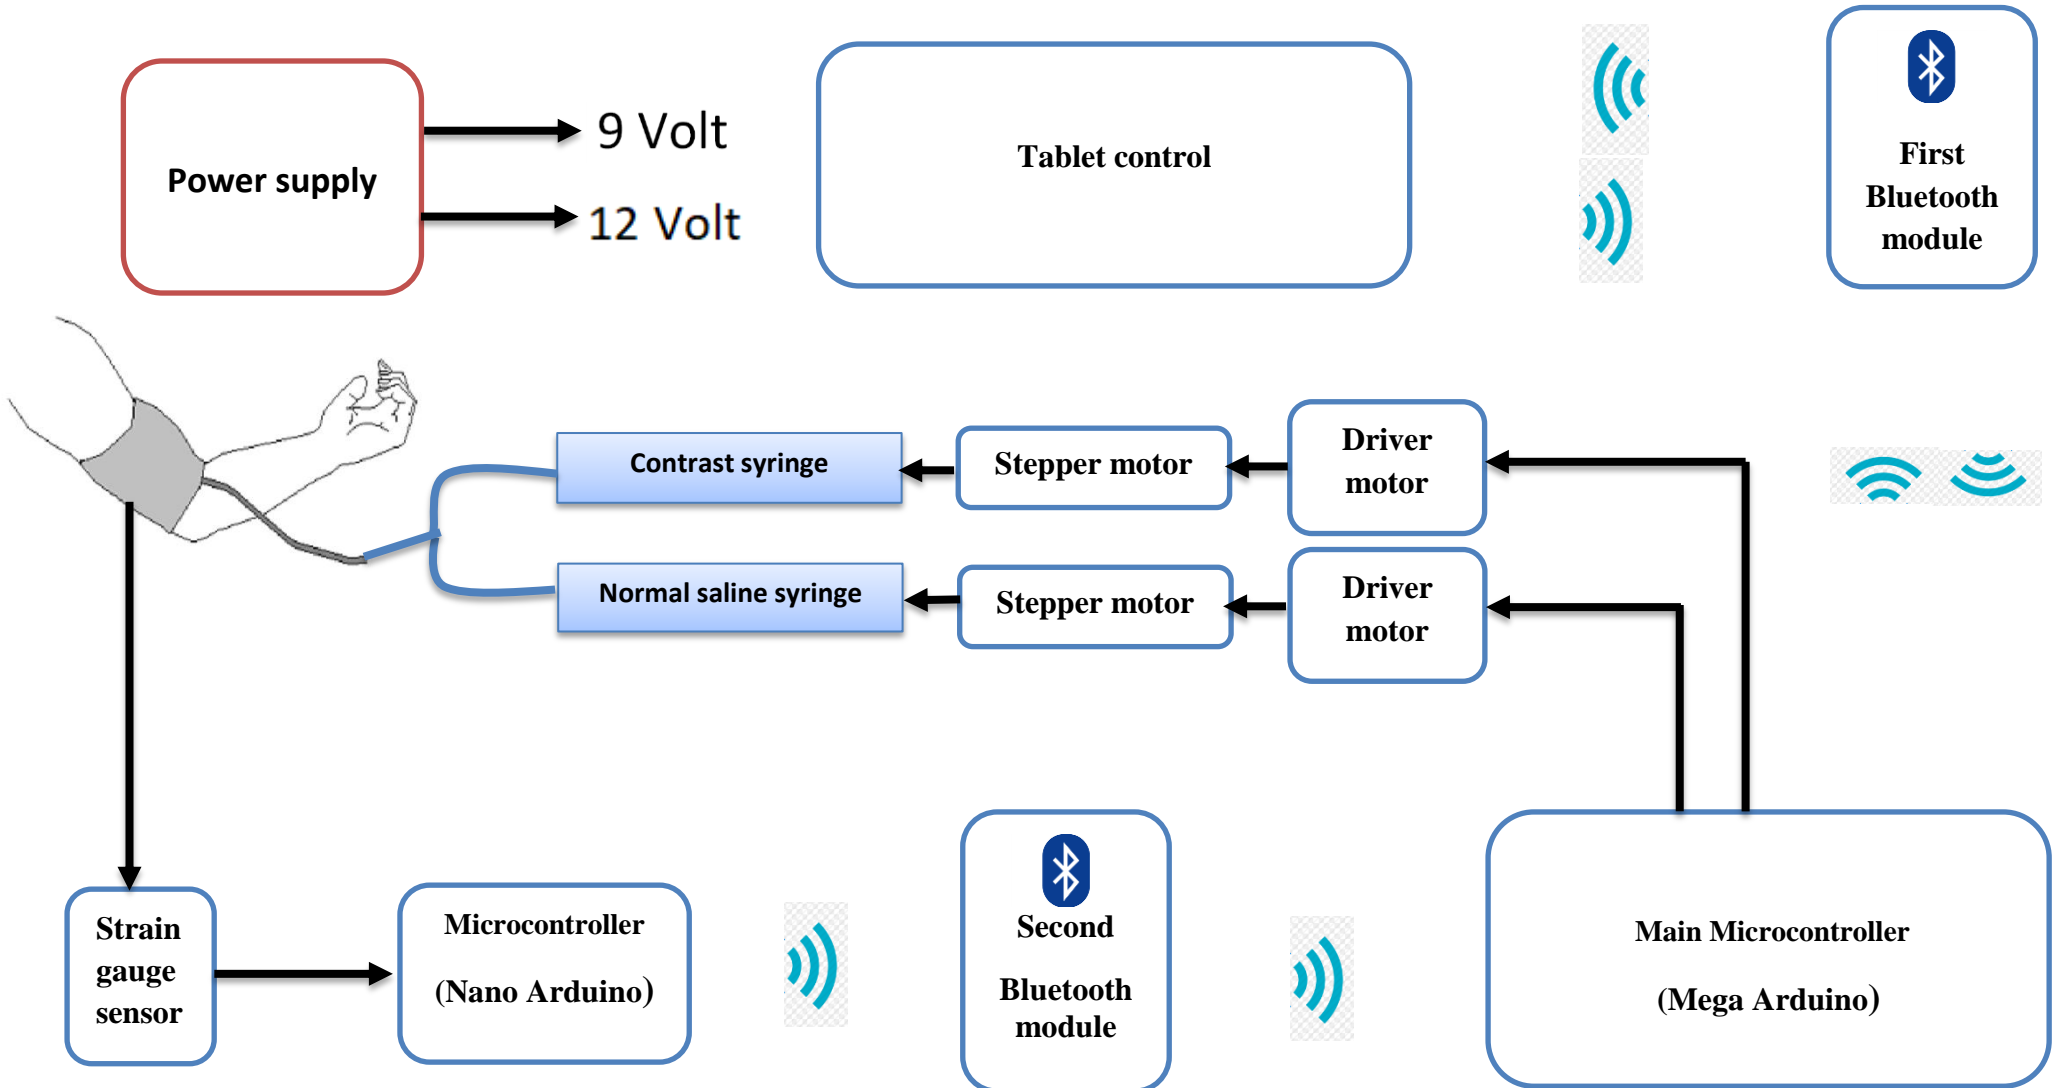 Power supply
9 Volt
12 Volt
Tablet control
First
Bluetooth
module
Contrast syringe
Stepper motor
Driver
motor
Normal saline syringe
Stepper motor
Driver
motor
Strain
gauge
sensor
Microcontroller
(Nano Arduino)
Second
Bluetooth
module
Main Microcontroller
(Mega Arduino)